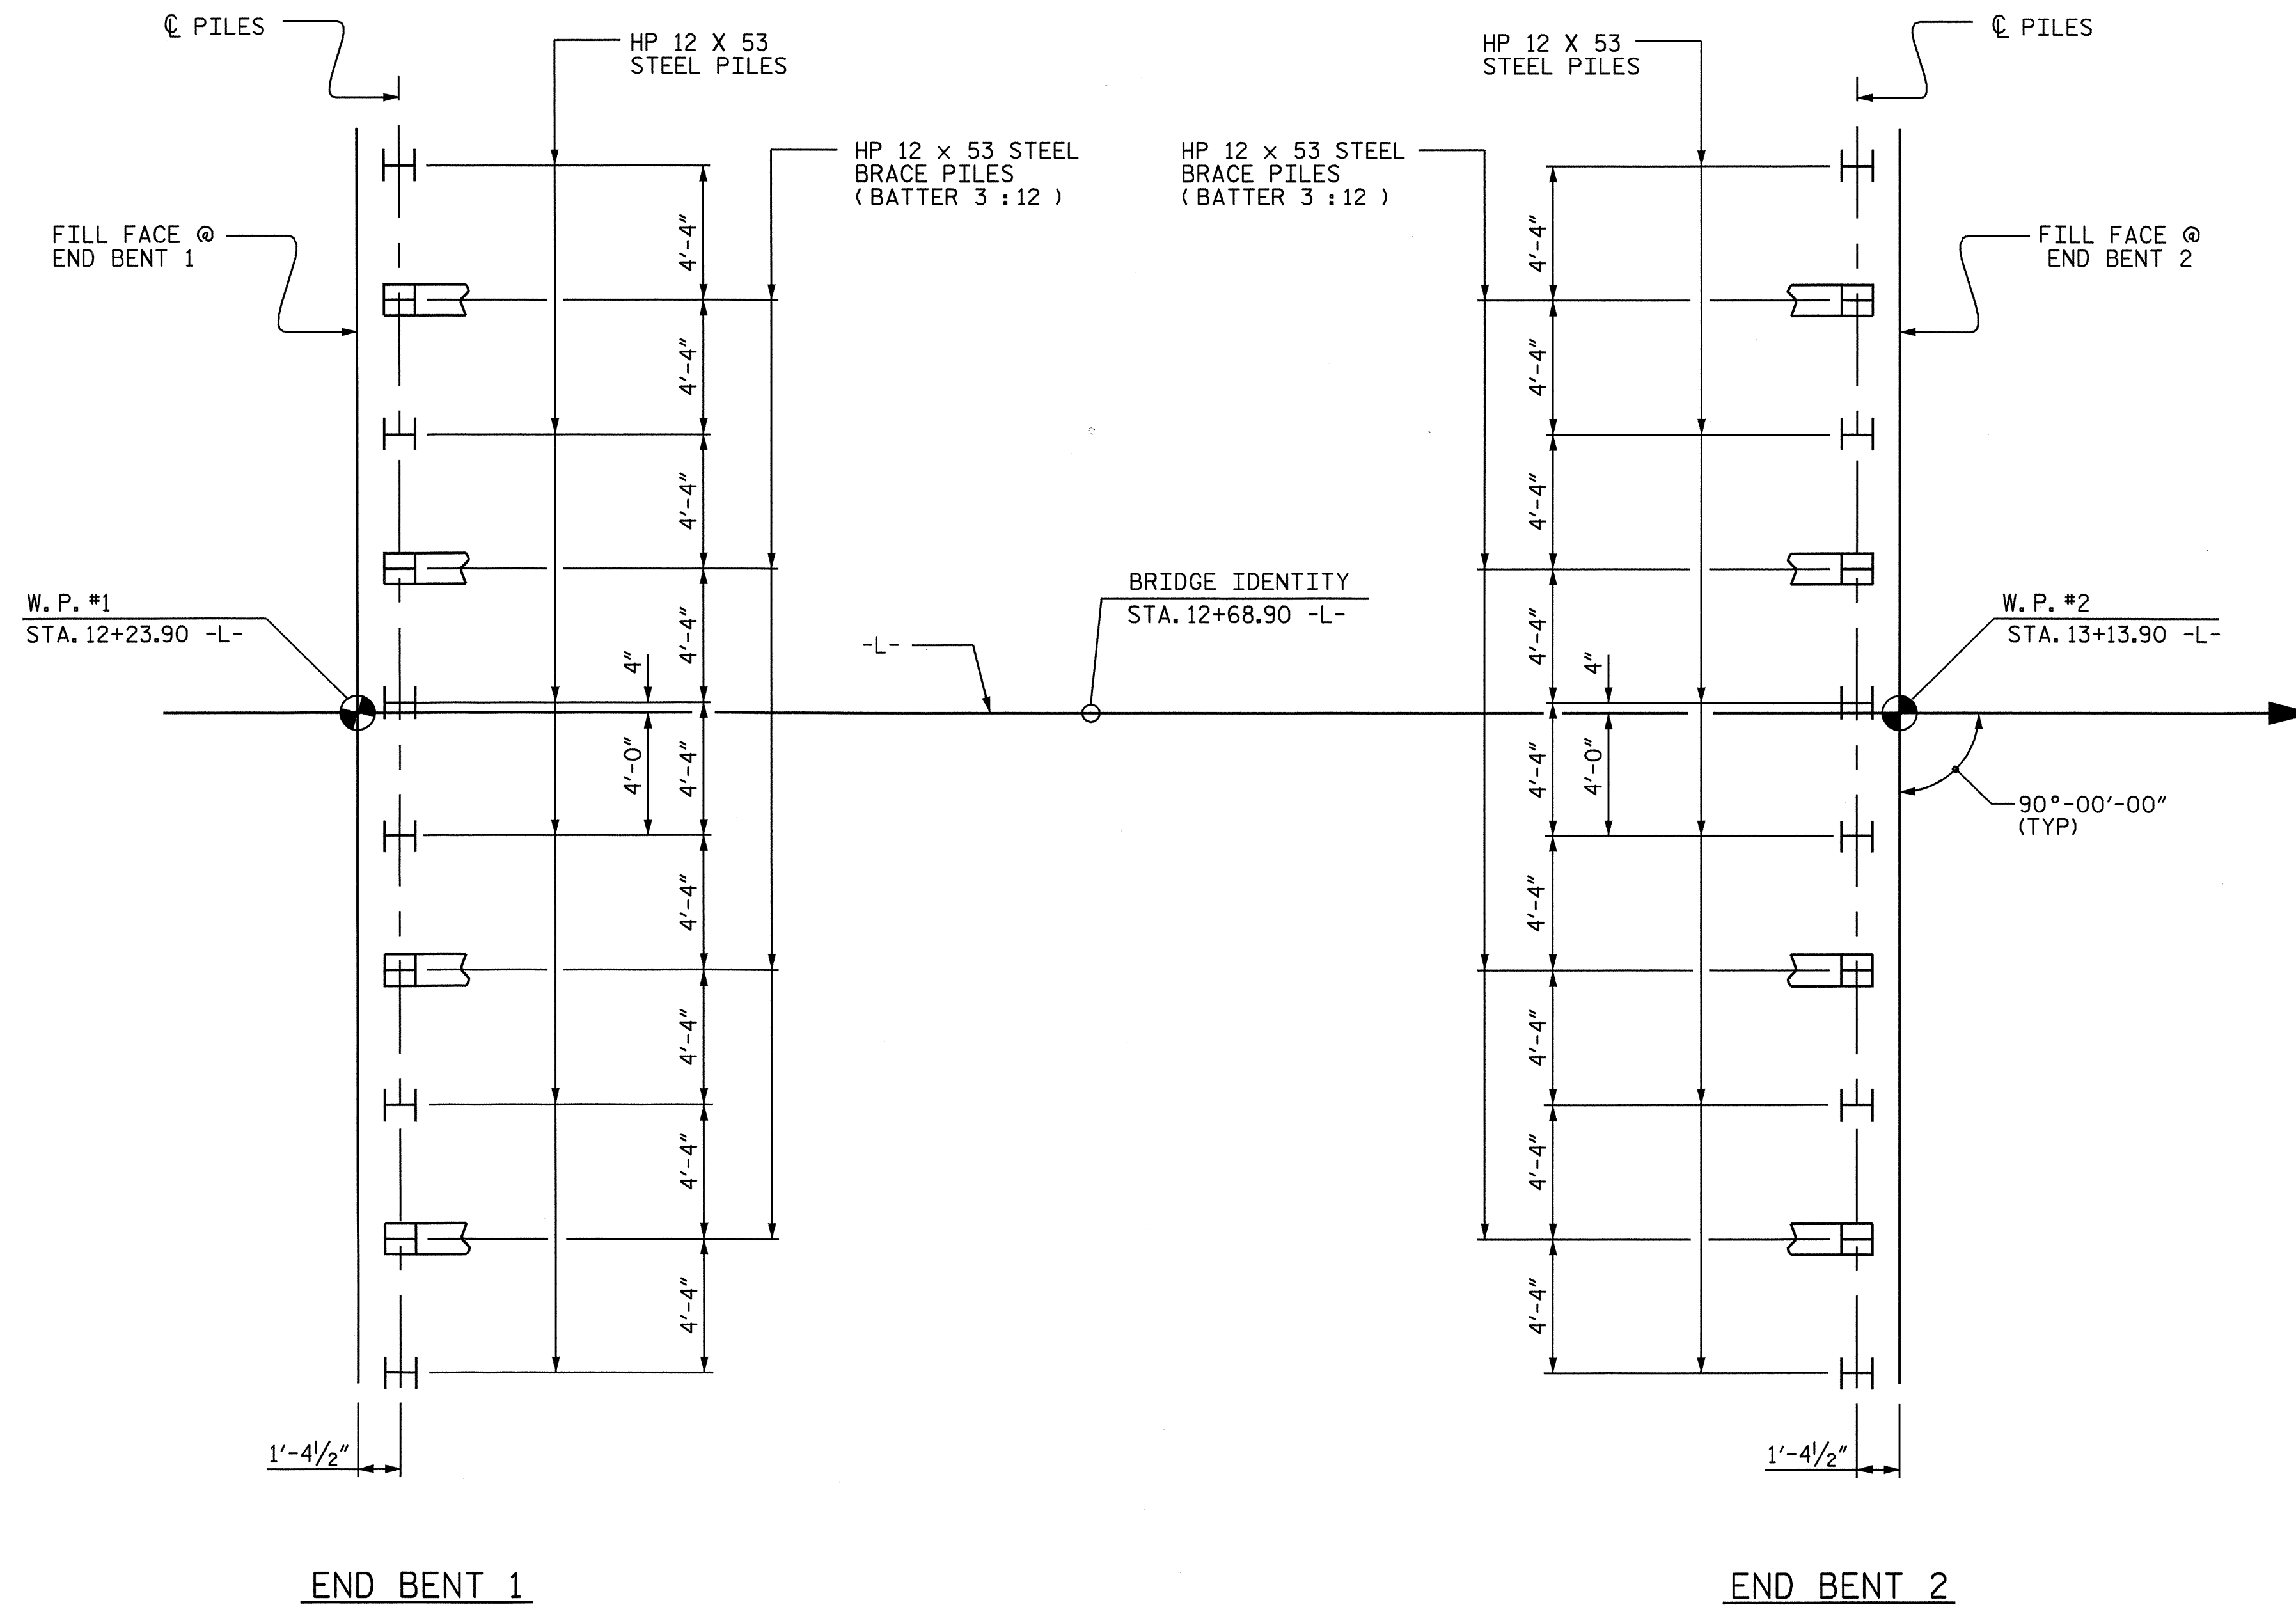 ℄ PILES
HP 12 X 53
STEEL PILES
HP 12 X 53
STEEL PILES
℄ PILES
HP 12 x 53 STEEL
BRACE PILES
( BATTER 3 : 12 )
HP 12 x 53 STEEL
BRACE PILES
( BATTER 3 : 12 )
FILL FACE @
END BENT 1
FILL FACE @
END BENT 2
4'-4"
4'-4"
4'-4"
4'-4"
4'-4"
4'-4"
4'-4"
4'-4"
4'-4"
4"
4'-0"
W.P. #1
STA. 12+23.90 -L-
-L-
BRIDGE IDENTITY
STA. 12+68.90 -L-
4'-4"
4'-4"
4'-4"
4'-4"
4'-4"
4'-4"
4'-4"
4'-4"
4'-4"
4"
4'-0"
W.P. #2
STA. 13+13.90 -L-
90°-00'-00"
(TYP)
1'-4½"
1'-4½"
END BENT 1
END BENT 2